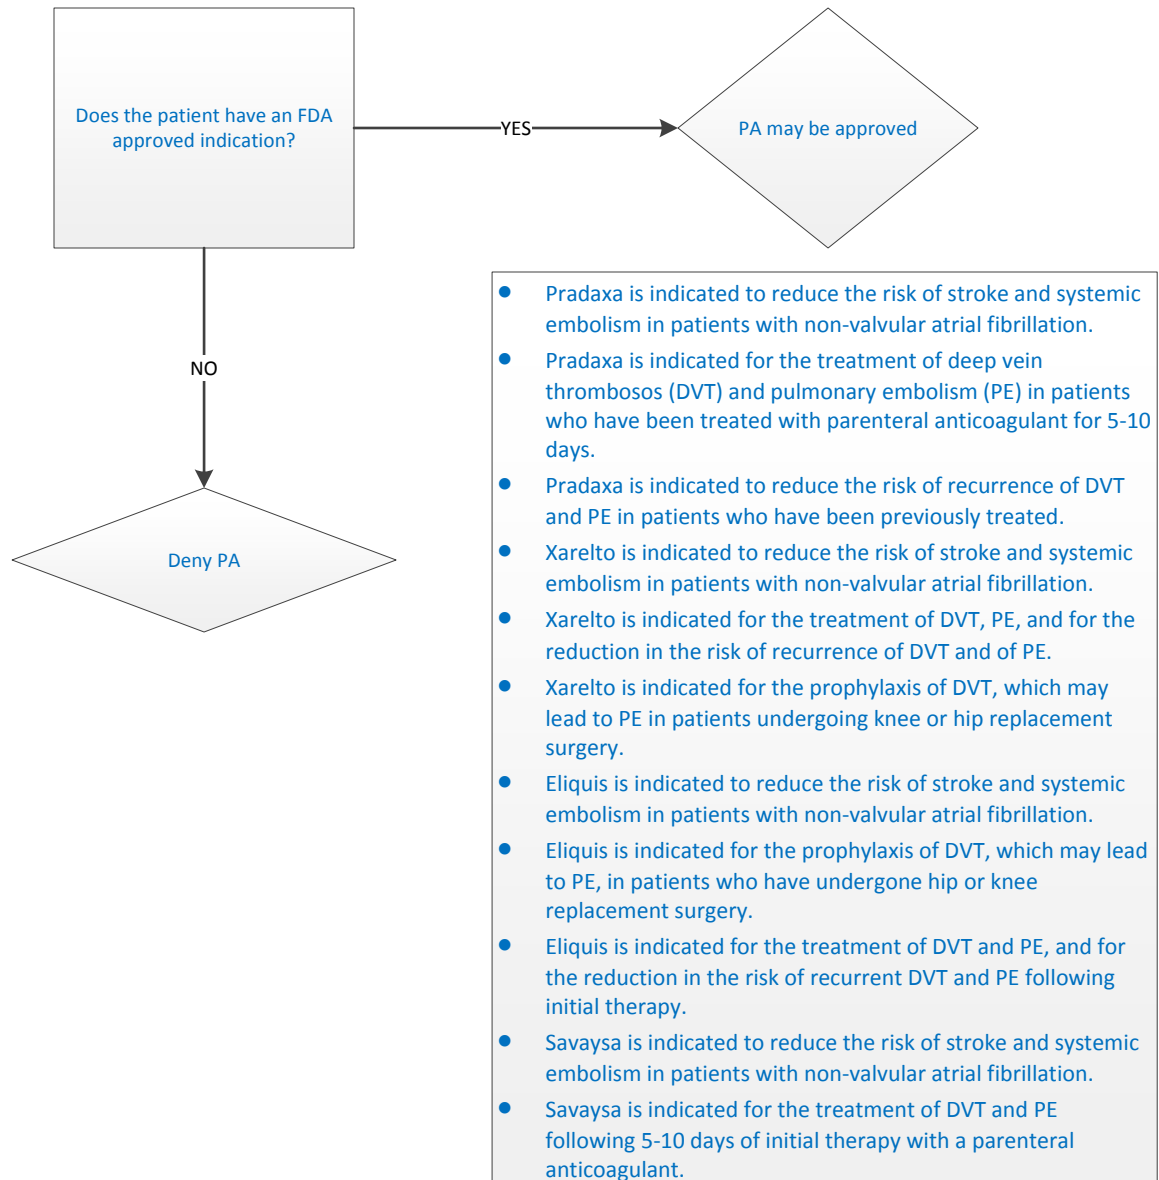 Does the patient have an FDA
approved indication?
YES
PA may be approved
NO
Deny PA
● Pradaxa is indicated to reduce the risk of stroke and systemic
embolism in patients with non-valvular atrial fibrillation.
● Pradaxa is indicated for the treatment of deep vein
thrombosos (DVT) and pulmonary embolism (PE) in patients
who have been treated with parenteral anticoagulant for 5-10
days.
● Pradaxa is indicated to reduce the risk of recurrence of DVT
and PE in patients who have been previously treated.
● Xarelto is indicated to reduce the risk of stroke and systemic
embolism in patients with non-valvular atrial fibrillation.
● Xarelto is indicated for the treatment of DVT, PE, and for the
reduction in the risk of recurrence of DVT and of PE.
● Xarelto is indicated for the prophylaxis of DVT, which may
lead to PE in patients undergoing knee or hip replacement
surgery.
● Eliquis is indicated to reduce the risk of stroke and systemic
embolism in patients with non-valvular atrial fibrillation.
● Eliquis is indicated for the prophylaxis of DVT, which may lead
to PE, in patients who have undergone hip or knee
replacement surgery.
● Eliquis is indicated for the treatment of DVT and PE, and for
the reduction in the risk of recurrent DVT and PE following
initial therapy.
● Savaysa is indicated to reduce the risk of stroke and systemic
embolism in patients with non-valvular atrial fibrillation.
● Savaysa is indicated for the treatment of DVT and PE
following 5-10 days of initial therapy with a parenteral
anticoagulant.